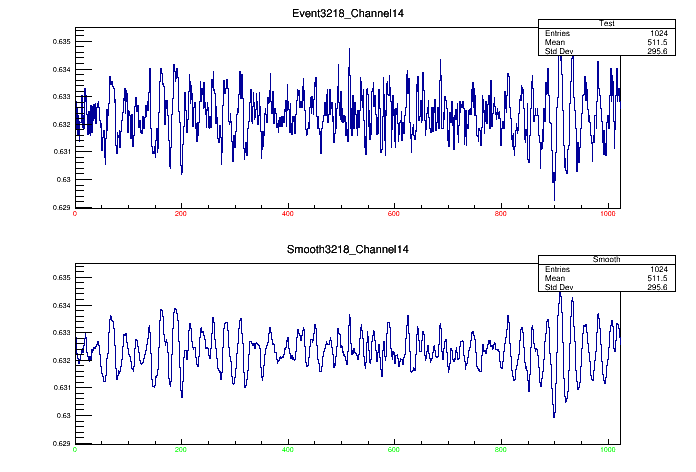 Event3218_Channel14
Test
Entries 1024
Mean 511.5
Std Dev 295.6
0.635
0.634
0.633
0.632
0.631
0.63
0.629
0 200 400 600 800 1000
Smooth3218_Channel14
Smooth
Entries 1024
Mean 511.5
Std Dev 295.6
0.635
0.634
0.633
0.632
0.631
0.63
0.629
0 200 400 600 800 1000